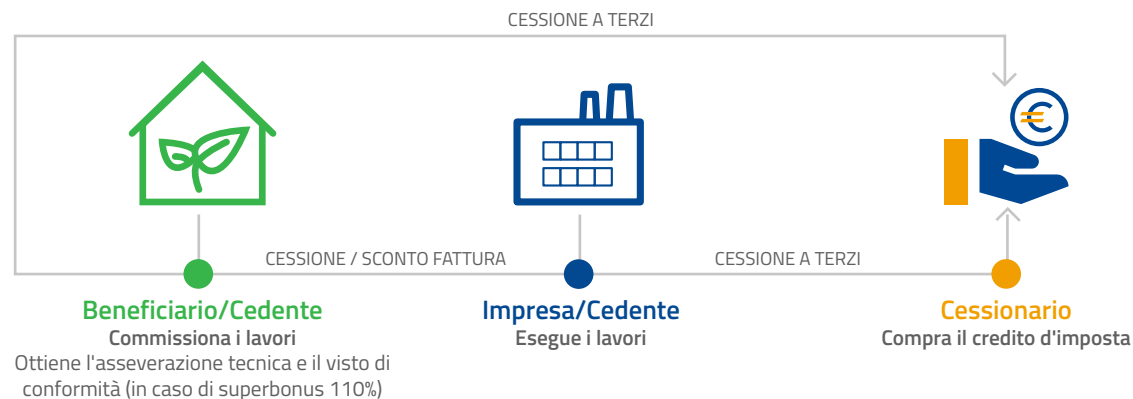 CESSIONE A TERZI
€
CESSIONE / SCONTO FATTURA
CESSIONE A TERZI
Beneficiario/Cedente
Commissiona i lavori
Ottiene l'asseverazione tecnica e il visto di
conformità (in caso di superbonus 110%)
Impresa/Cedente
Esegue i lavori
Cessionario
Compra il credito d'imposta